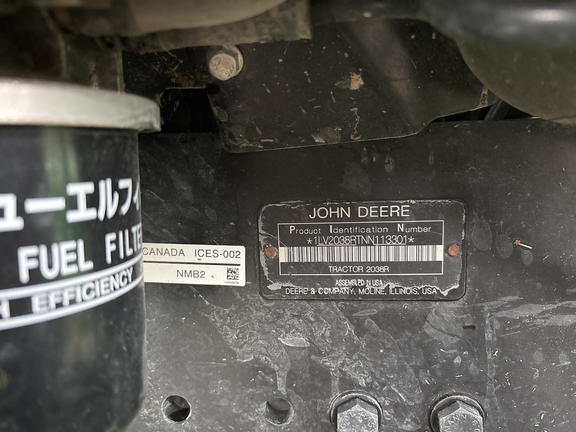 ューエルフィ
FUEL FILTE
H EFFICIENCY
CANADA ICES-002
NMB2
JOHN DEERE
Product Identification Number
*1LV2038RTNN113301*
TRACTOR 2038R
ASSEMBLED IN USA
DEERE & COMPANY, MOLINE, ILLINOIS, USA